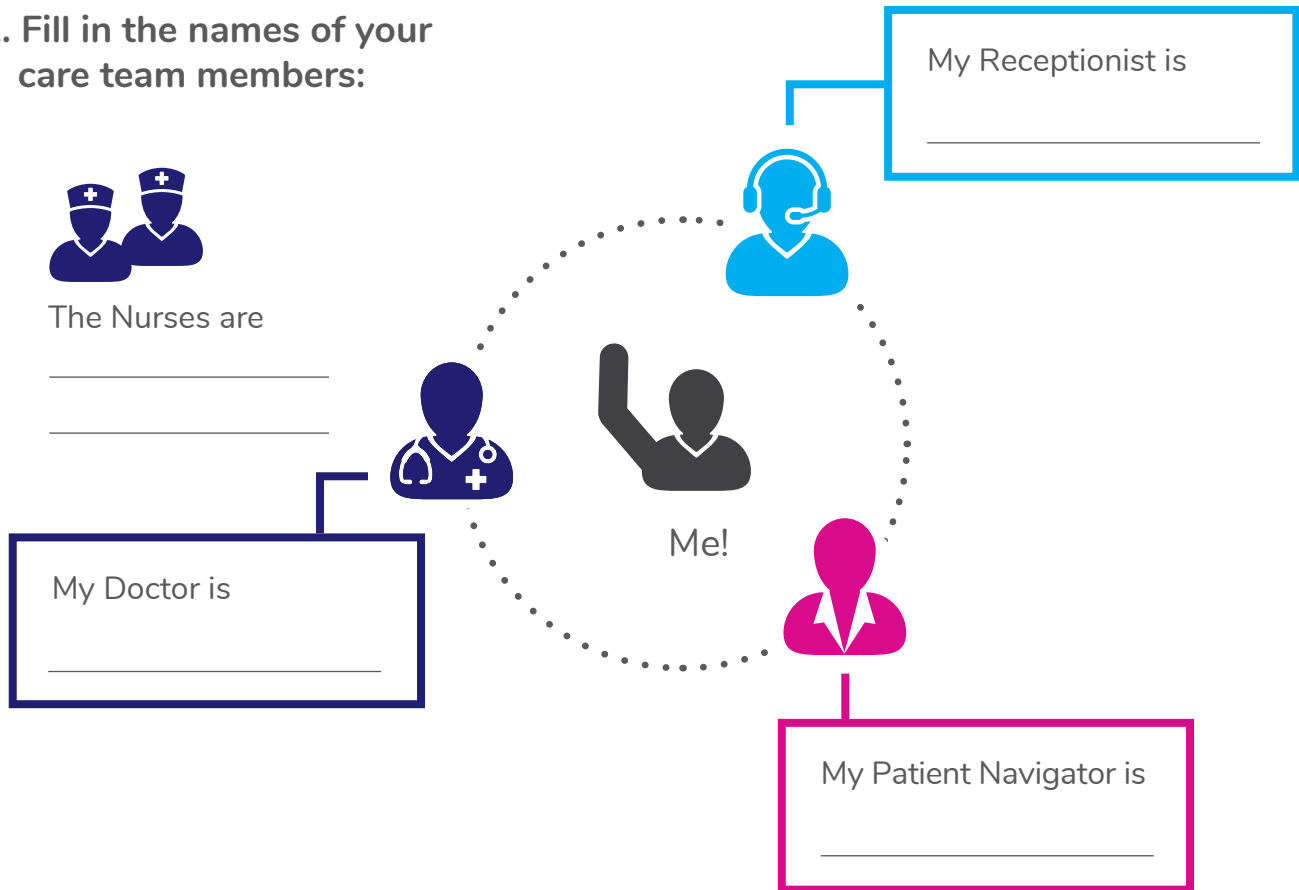 . Fill in the names of your
care team members:
My Receptionist is
The Nurses are
Me!
My Doctor is
My Patient Navigator is